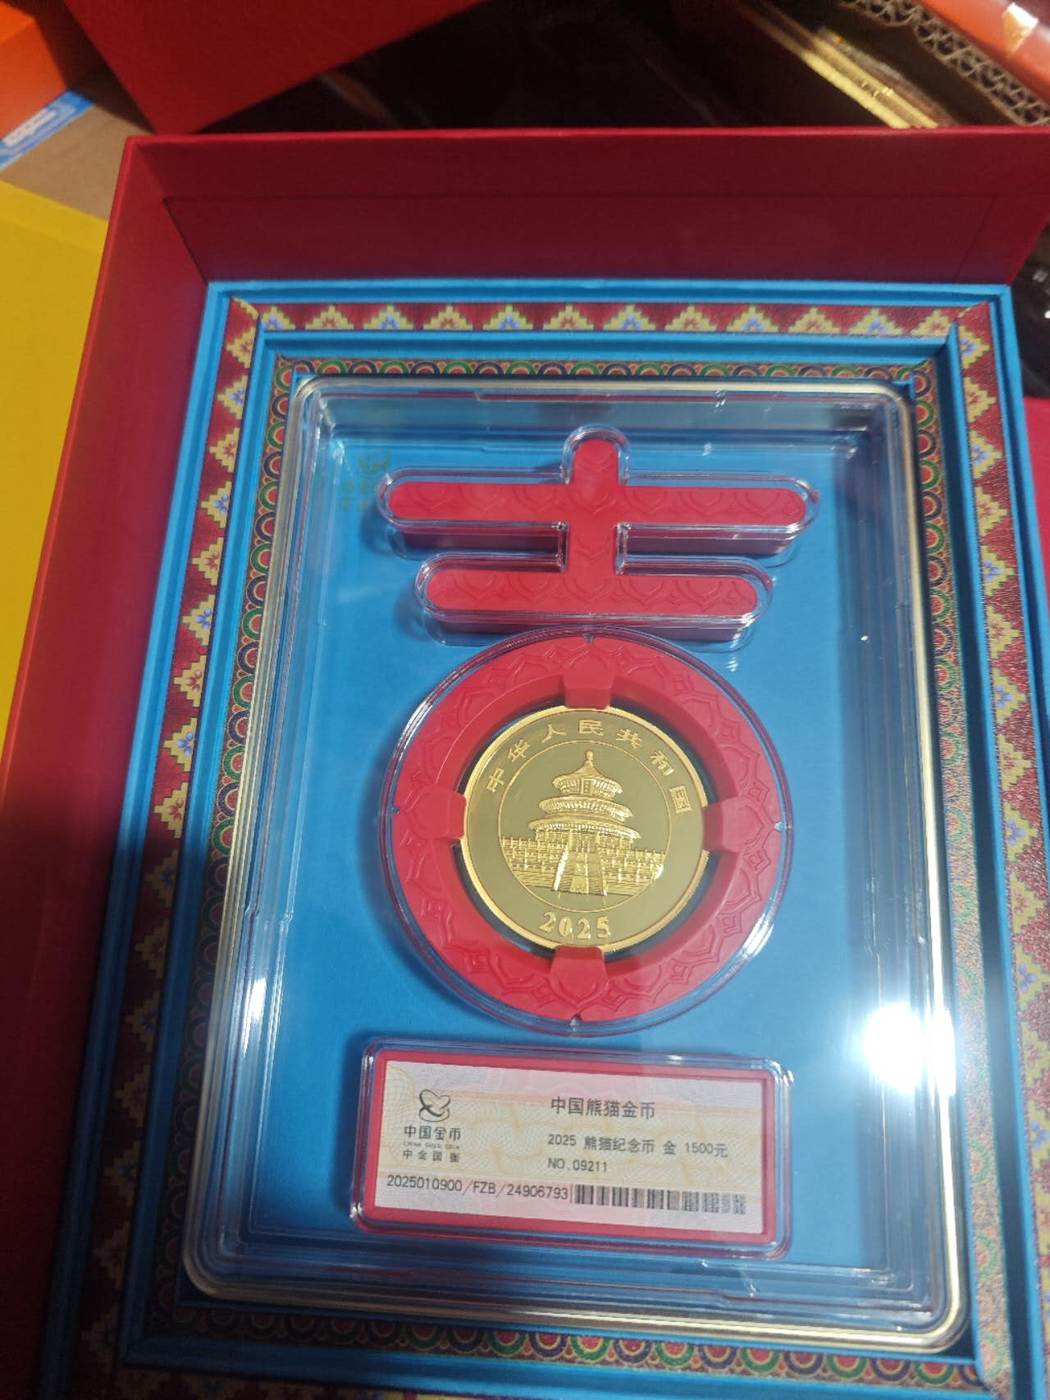 吉
中华人民共和国
2025
中国金币
China Gold Coin
中金国衡
中国熊猫金币
2025 熊猫纪念币 金 1500元
NO.09211
2025010900/FZB/24906793